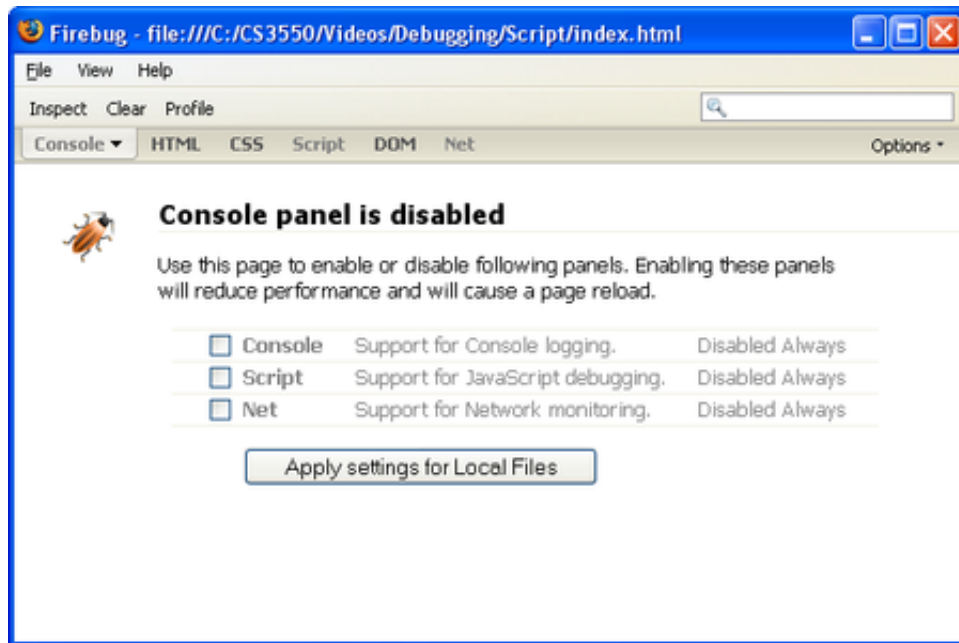 Firebug - file:///C:/CS3550/Videos/Debugging/Script/index.html
File View Help
Inspect Clear Profile
Console HTML CSS Script DOM Net Options
Console panel is disabled
Use this page to enable or disable following panels. Enabling these panels
will reduce performance and will cause a page reload.
Console Support for Console logging. Disabled Always
Script Support for JavaScript debugging. Disabled Always
Net Support for Network monitoring. Disabled Always
Apply settings for Local Files